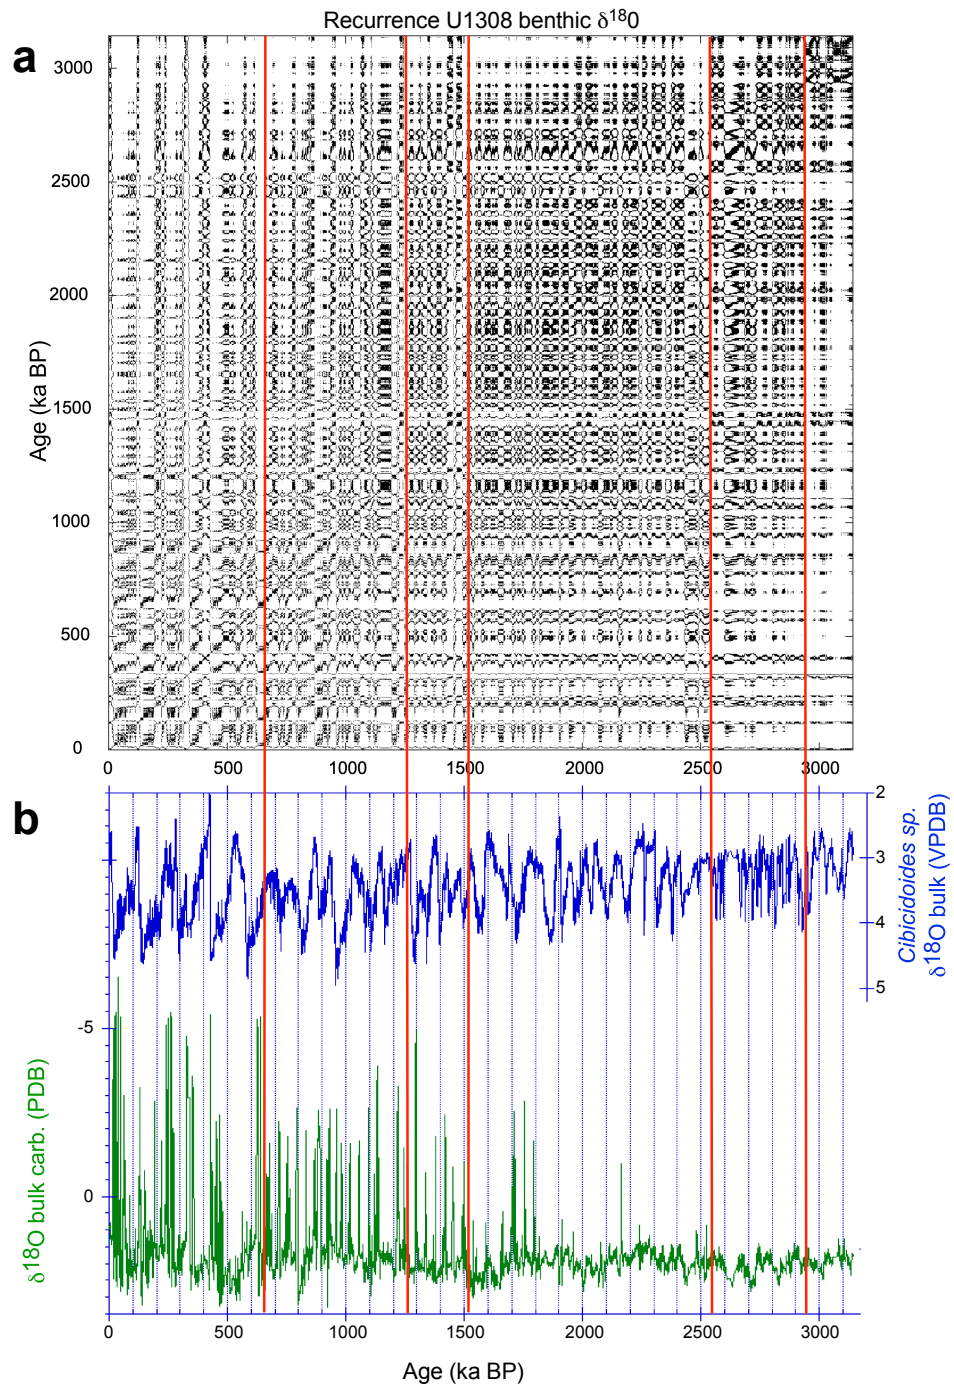 Recurrence U1308 benthic δ¹⁸0
a
3000
2500
2000
1500
1000
500
0
Age (ka BP)
0 500 1000 1500 2000 2500 3000
b
2
3
4
5
Cibicidoides sp.
δ¹⁸O bulk (VPDB)
-5
0
δ¹⁸O bulk carb. (PDB)
0 500 1000 1500 2000 2500 3000
Age (ka BP)